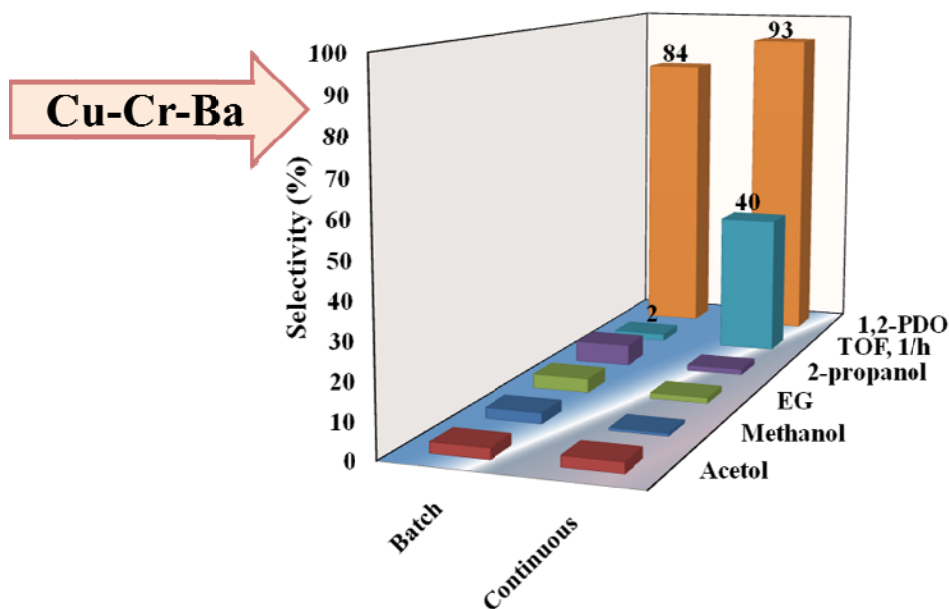 Cu-Cr-Ba
Selectivity (%)
100
90
80
70
60
50
40
30
20
10
0
84
93
40
2
1,2-PDO
TOF, 1/h
2-propanol
EG
Methanol
Acetol
Batch
Continuous